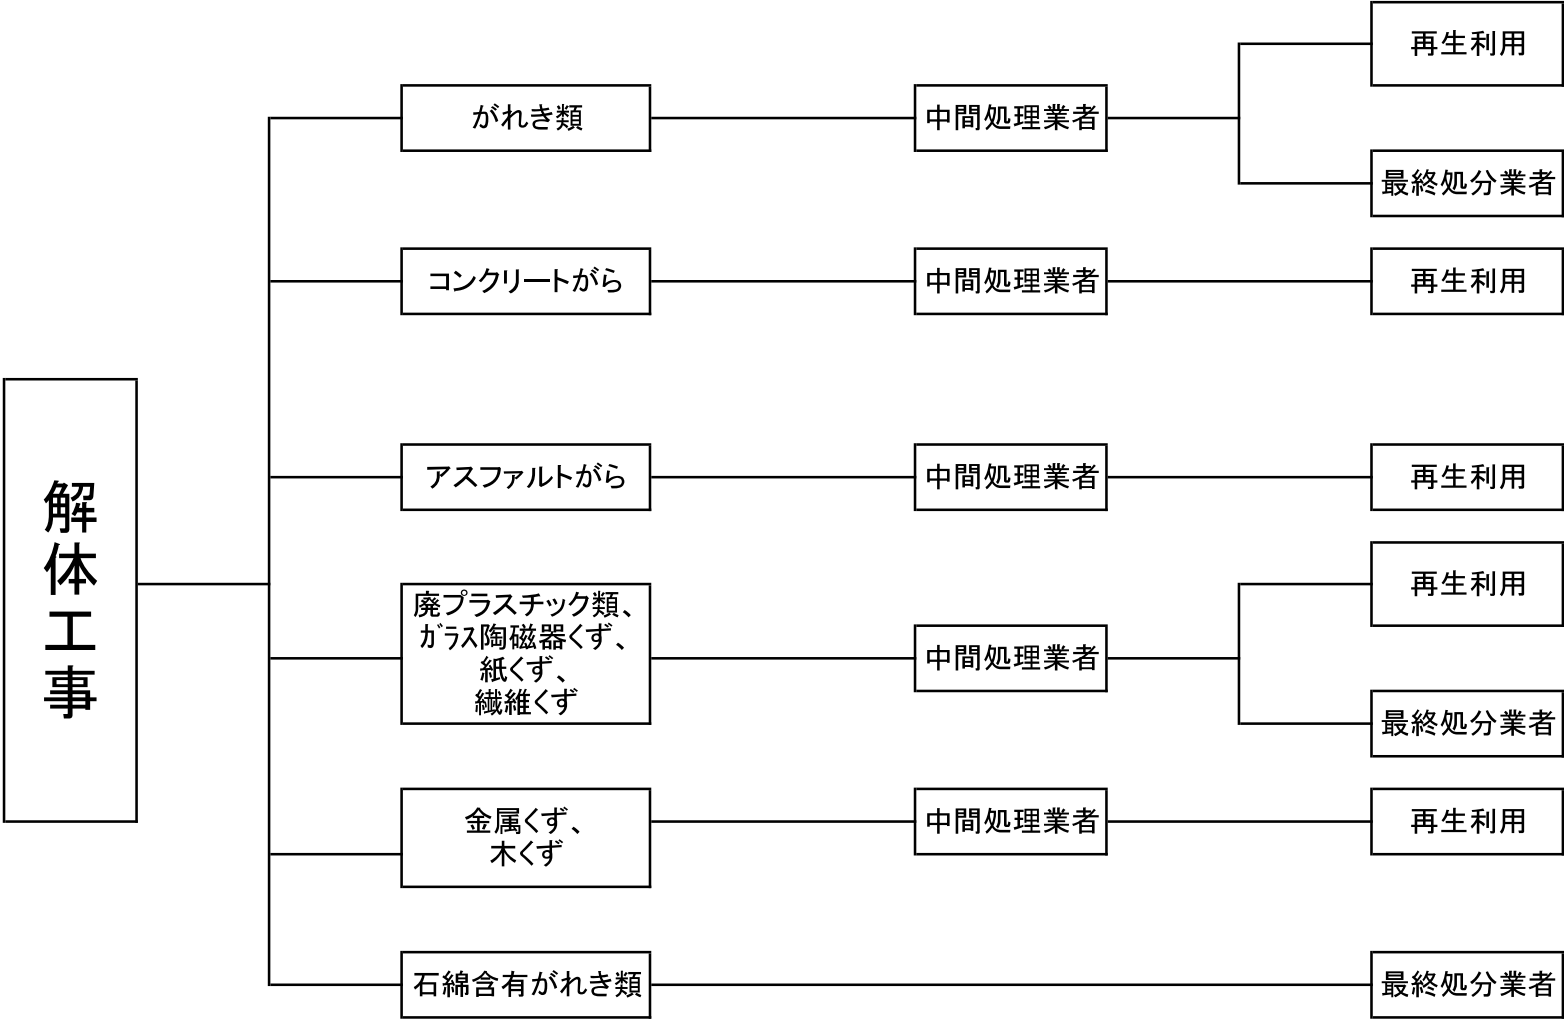 再生利用
がれき類
中間処理業者
最終処分業者
コンクリートがら
中間処理業者
再生利用
アスファルトがら
中間処理業者
再生利用
解体工事
再生利用
廃プラスチック類、
ｶﾞﾗｽ陶磁器くず、
紙くず、
繊維くず
中間処理業者
最終処分業者
金属くず、
木くず
中間処理業者
再生利用
石綿含有がれき類
最終処分業者